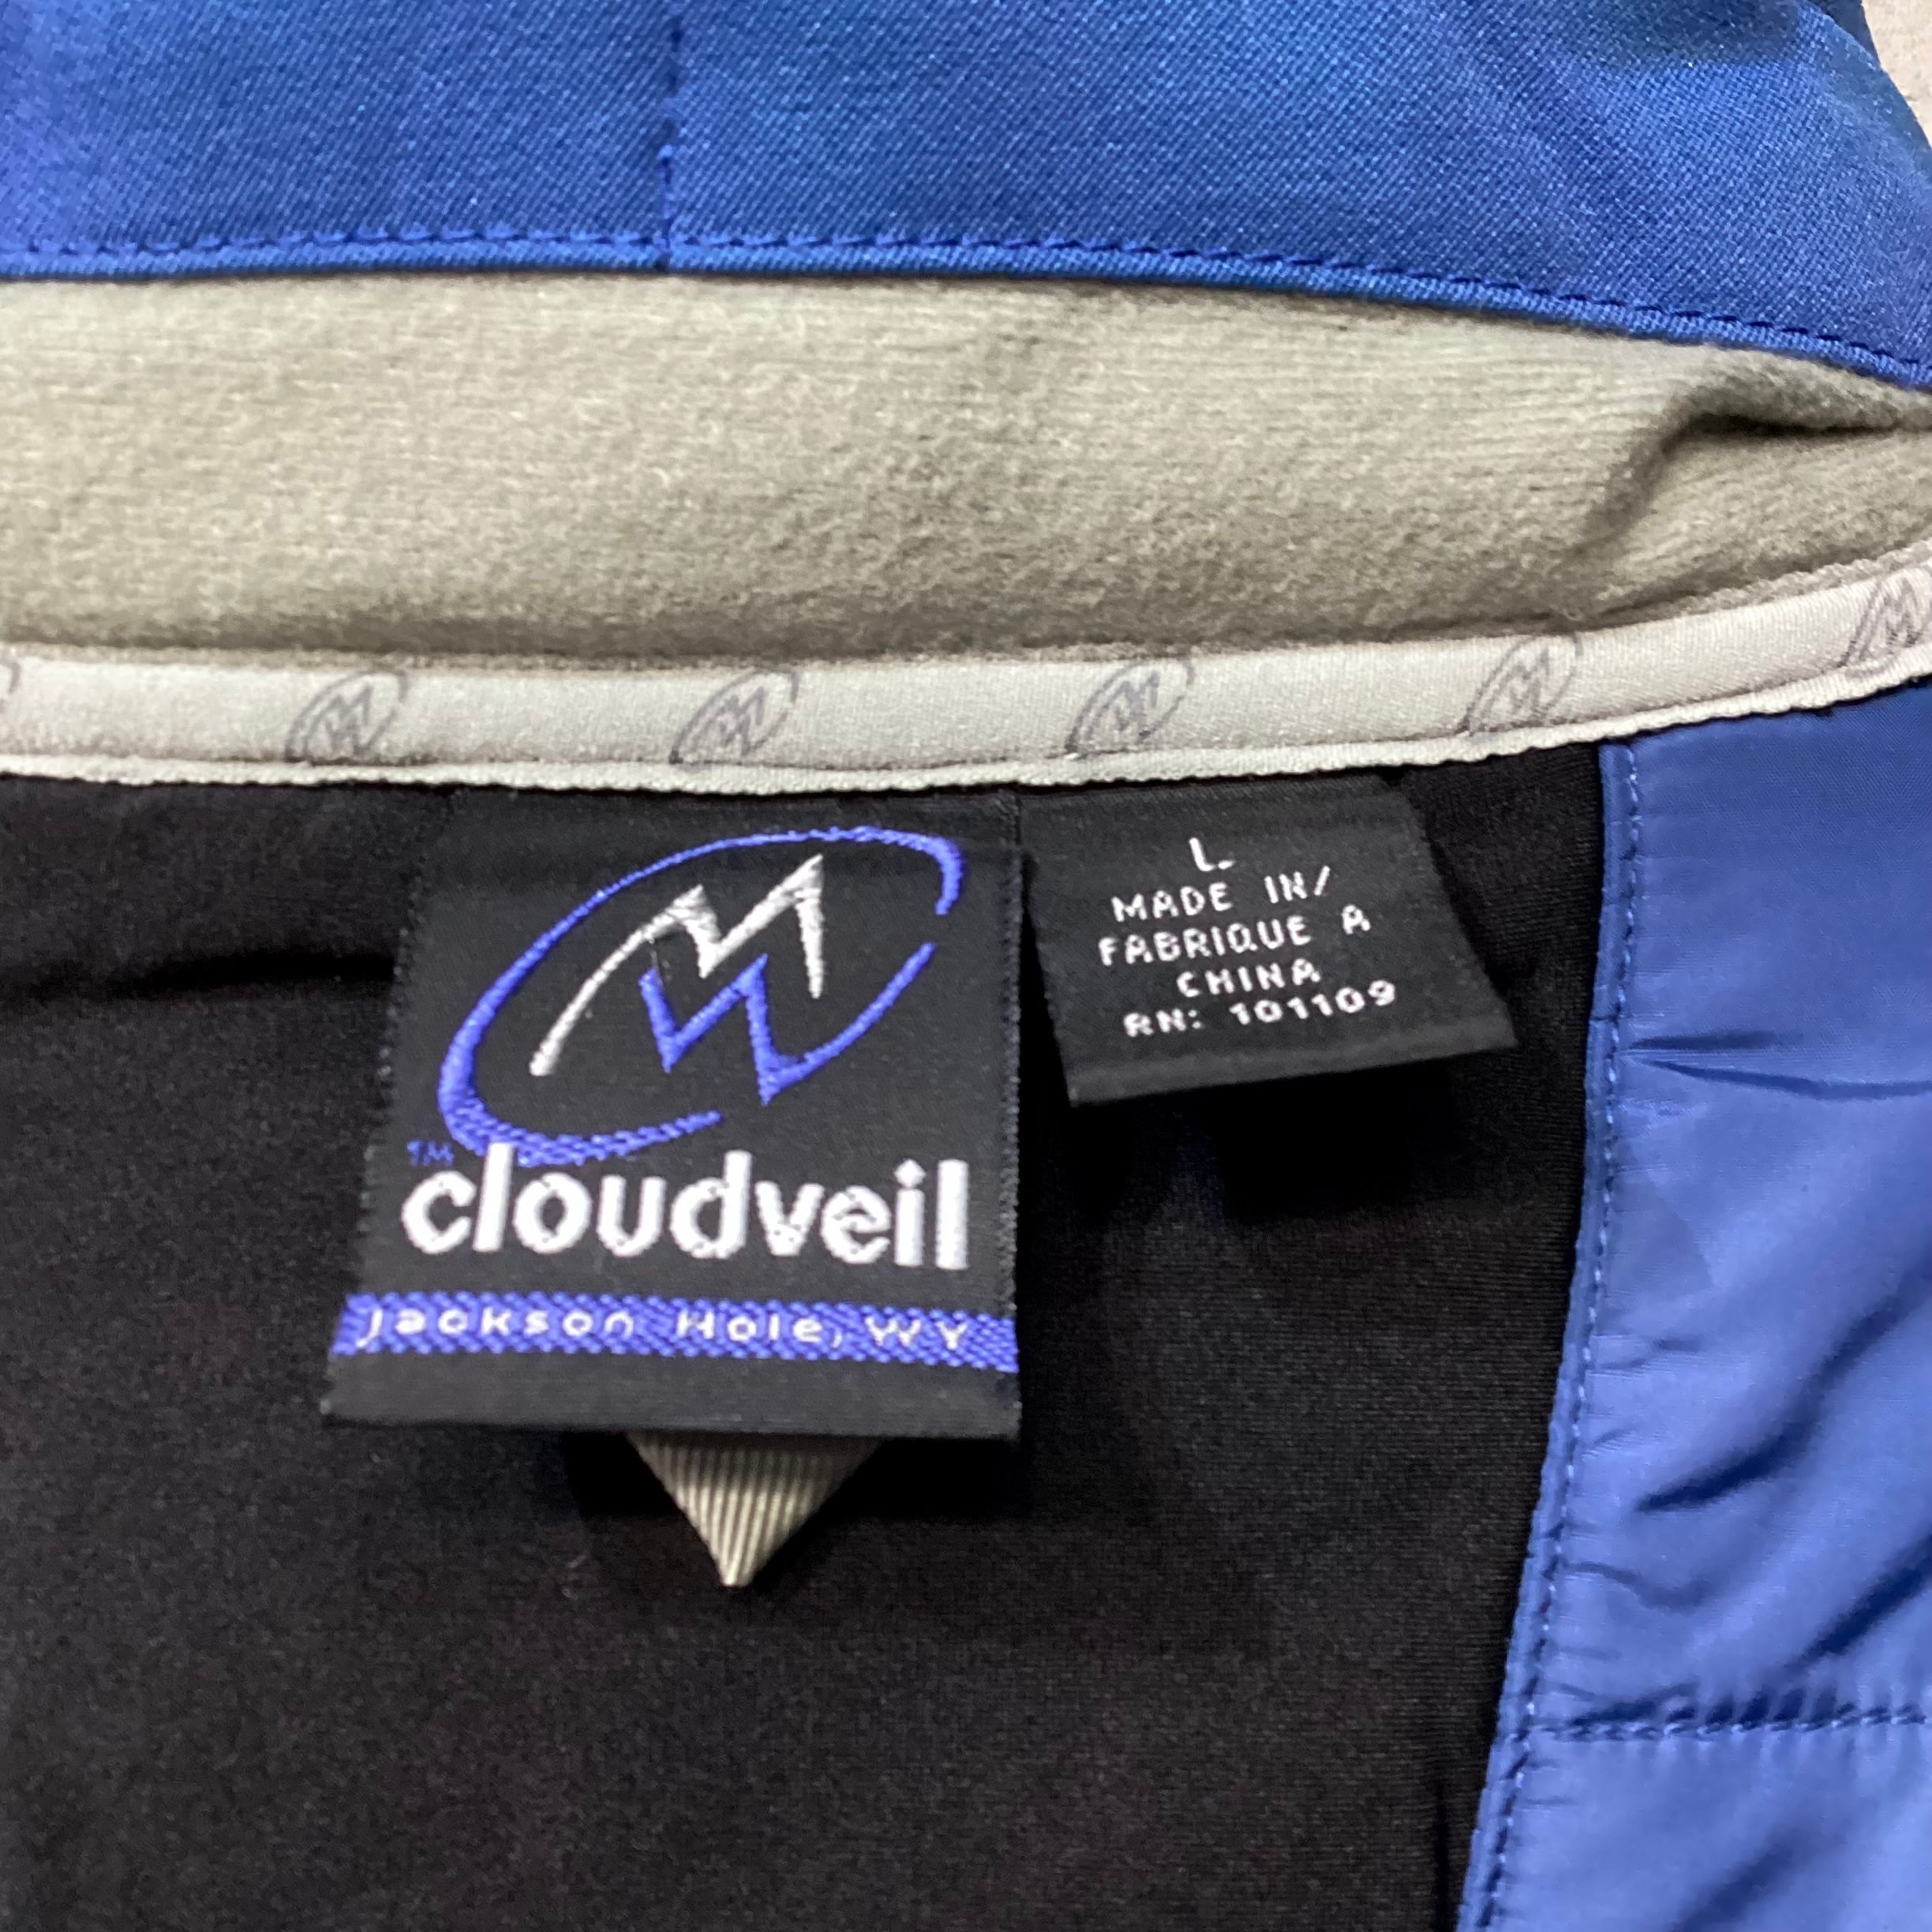 TM
cloudveil
Jackson Hole, WY
L
MADE IN/
FABRIQUE A
CHINA
RN: 101109